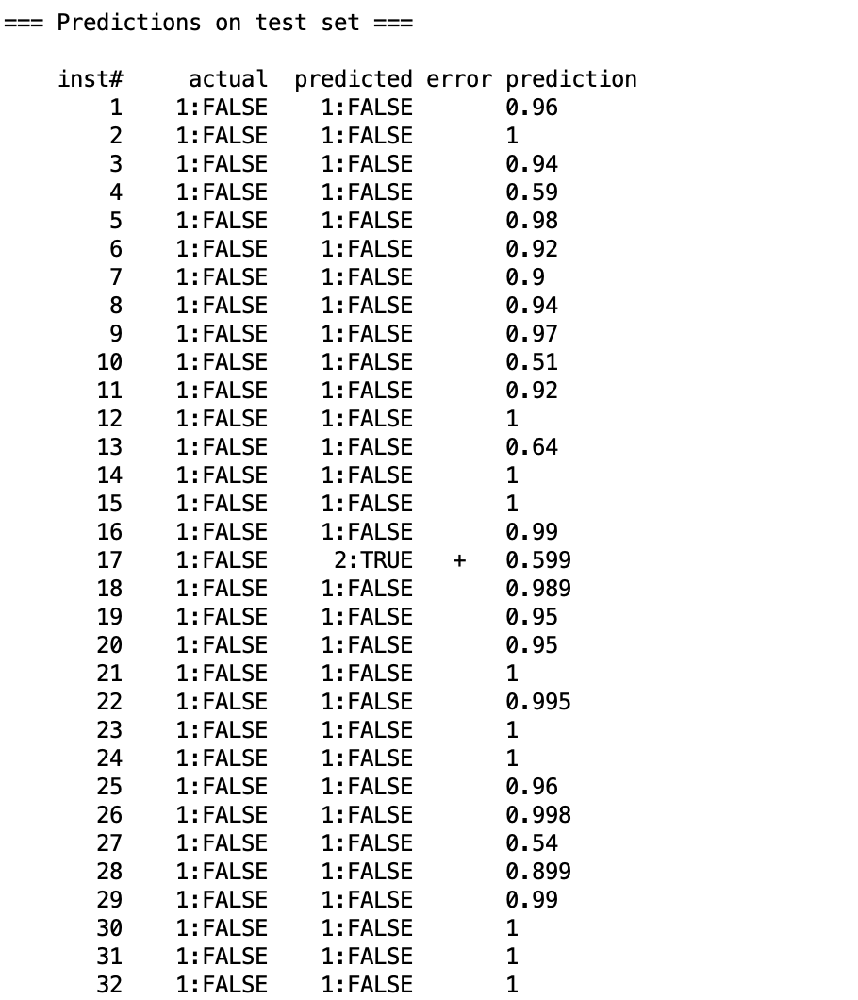 === Predictions on test set ===
inst# actual predicted error prediction
1 1:FALSE 1:FALSE 0.96
2 1:FALSE 1:FALSE 1
3 1:FALSE 1:FALSE 0.94
4 1:FALSE 1:FALSE 0.59
5 1:FALSE 1:FALSE 0.98
6 1:FALSE 1:FALSE 0.92
7 1:FALSE 1:FALSE 0.9
8 1:FALSE 1:FALSE 0.94
9 1:FALSE 1:FALSE 0.97
10 1:FALSE 1:FALSE 0.51
11 1:FALSE 1:FALSE 0.92
12 1:FALSE 1:FALSE 1
13 1:FALSE 1:FALSE 0.64
14 1:FALSE 1:FALSE 1
15 1:FALSE 1:FALSE 1
16 1:FALSE 1:FALSE 0.99
17 1:FALSE 2:TRUE + 0.599
18 1:FALSE 1:FALSE 0.989
19 1:FALSE 1:FALSE 0.95
20 1:FALSE 1:FALSE 0.95
21 1:FALSE 1:FALSE 1
22 1:FALSE 1:FALSE 0.995
23 1:FALSE 1:FALSE 1
24 1:FALSE 1:FALSE 1
25 1:FALSE 1:FALSE 0.96
26 1:FALSE 1:FALSE 0.998
27 1:FALSE 1:FALSE 0.54
28 1:FALSE 1:FALSE 0.899
29 1:FALSE 1:FALSE 0.99
30 1:FALSE 1:FALSE 1
31 1:FALSE 1:FALSE 1
32 1:FALSE 1:FALSE 1